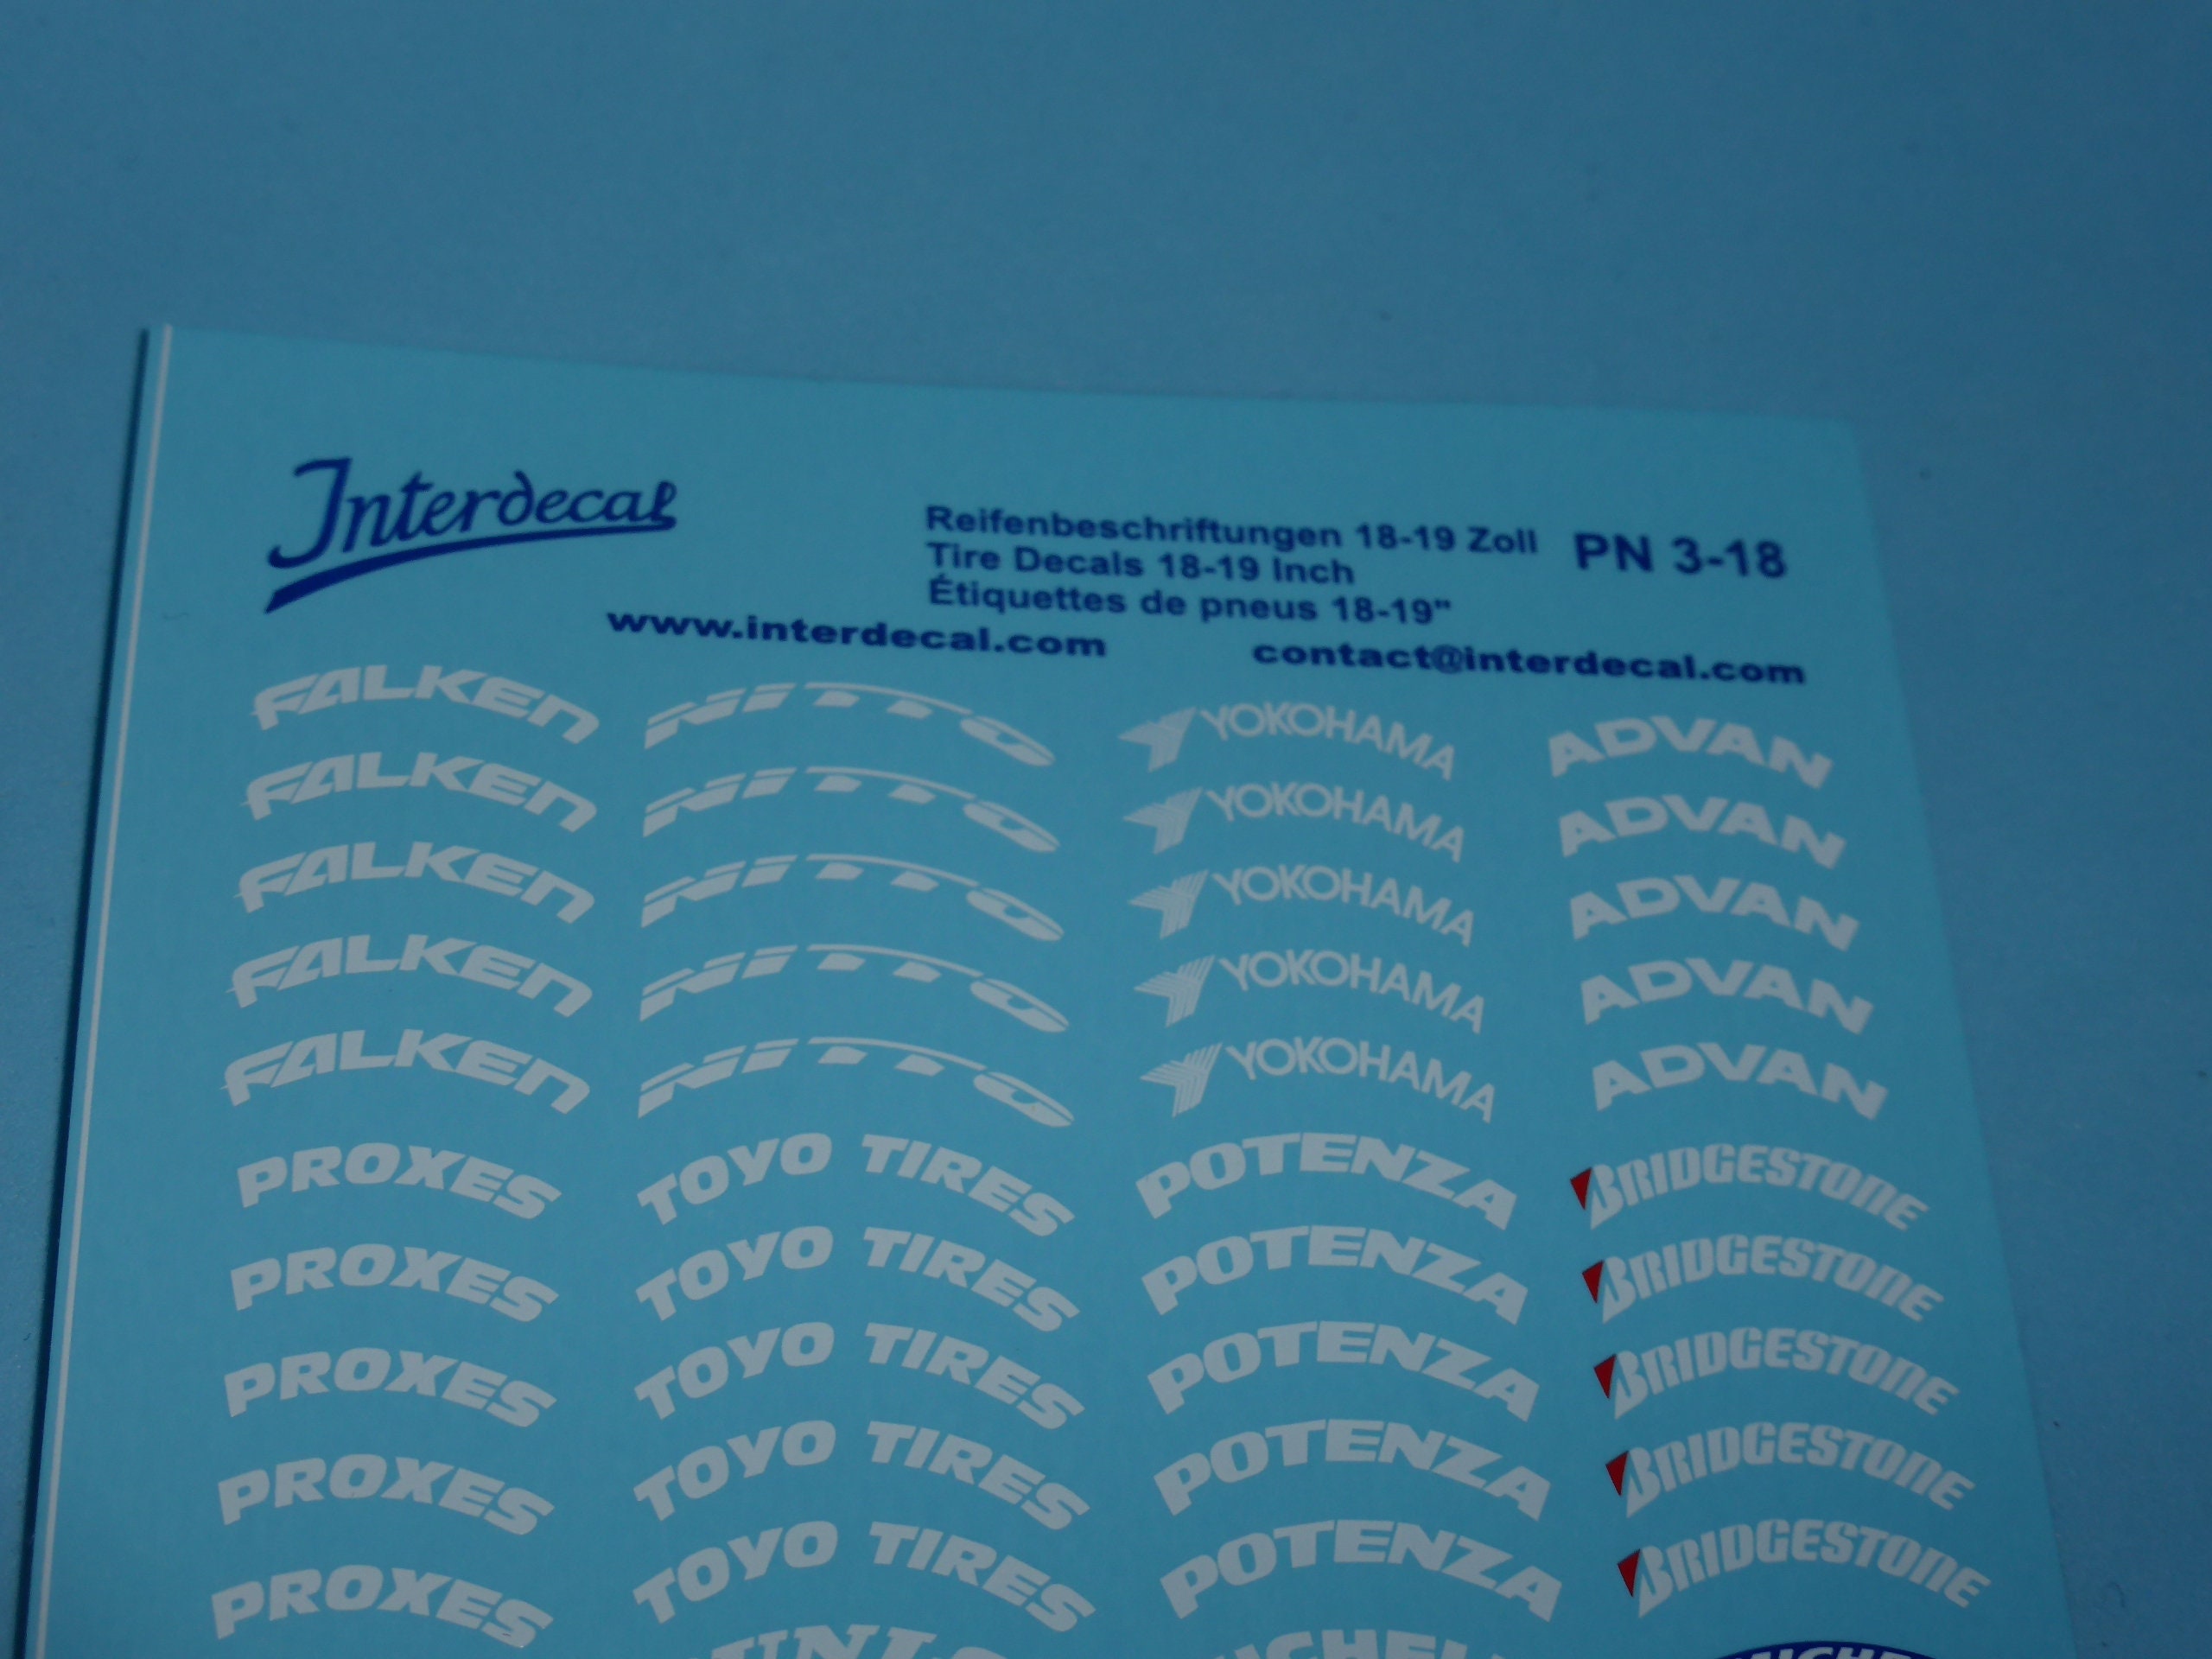 Interdecal
Reifenbeschriftungen 18-19 Zoll PN 3-18
Tire Decals 18-19 Inch
Étiquettes de pneus 18-19"
www.interdecal.com contact@interdecal.com
FALKEN NITTO YOKOHAMA ADVAN
FALKEN NITTO YOKOHAMA ADVAN
FALKEN NITTO YOKOHAMA ADVAN
FALKEN NITTO YOKOHAMA ADVAN
FALKEN NITTO YOKOHAMA ADVAN
PROXES TOYO TIRES POTENZA BRIDGESTONE
PROXES TOYO TIRES POTENZA BRIDGESTONE
PROXES TOYO TIRES POTENZA BRIDGESTONE
PROXES TOYO TIRES POTENZA BRIDGESTONE
PROXES TOYO TIRES POTENZA BRIDGESTONE